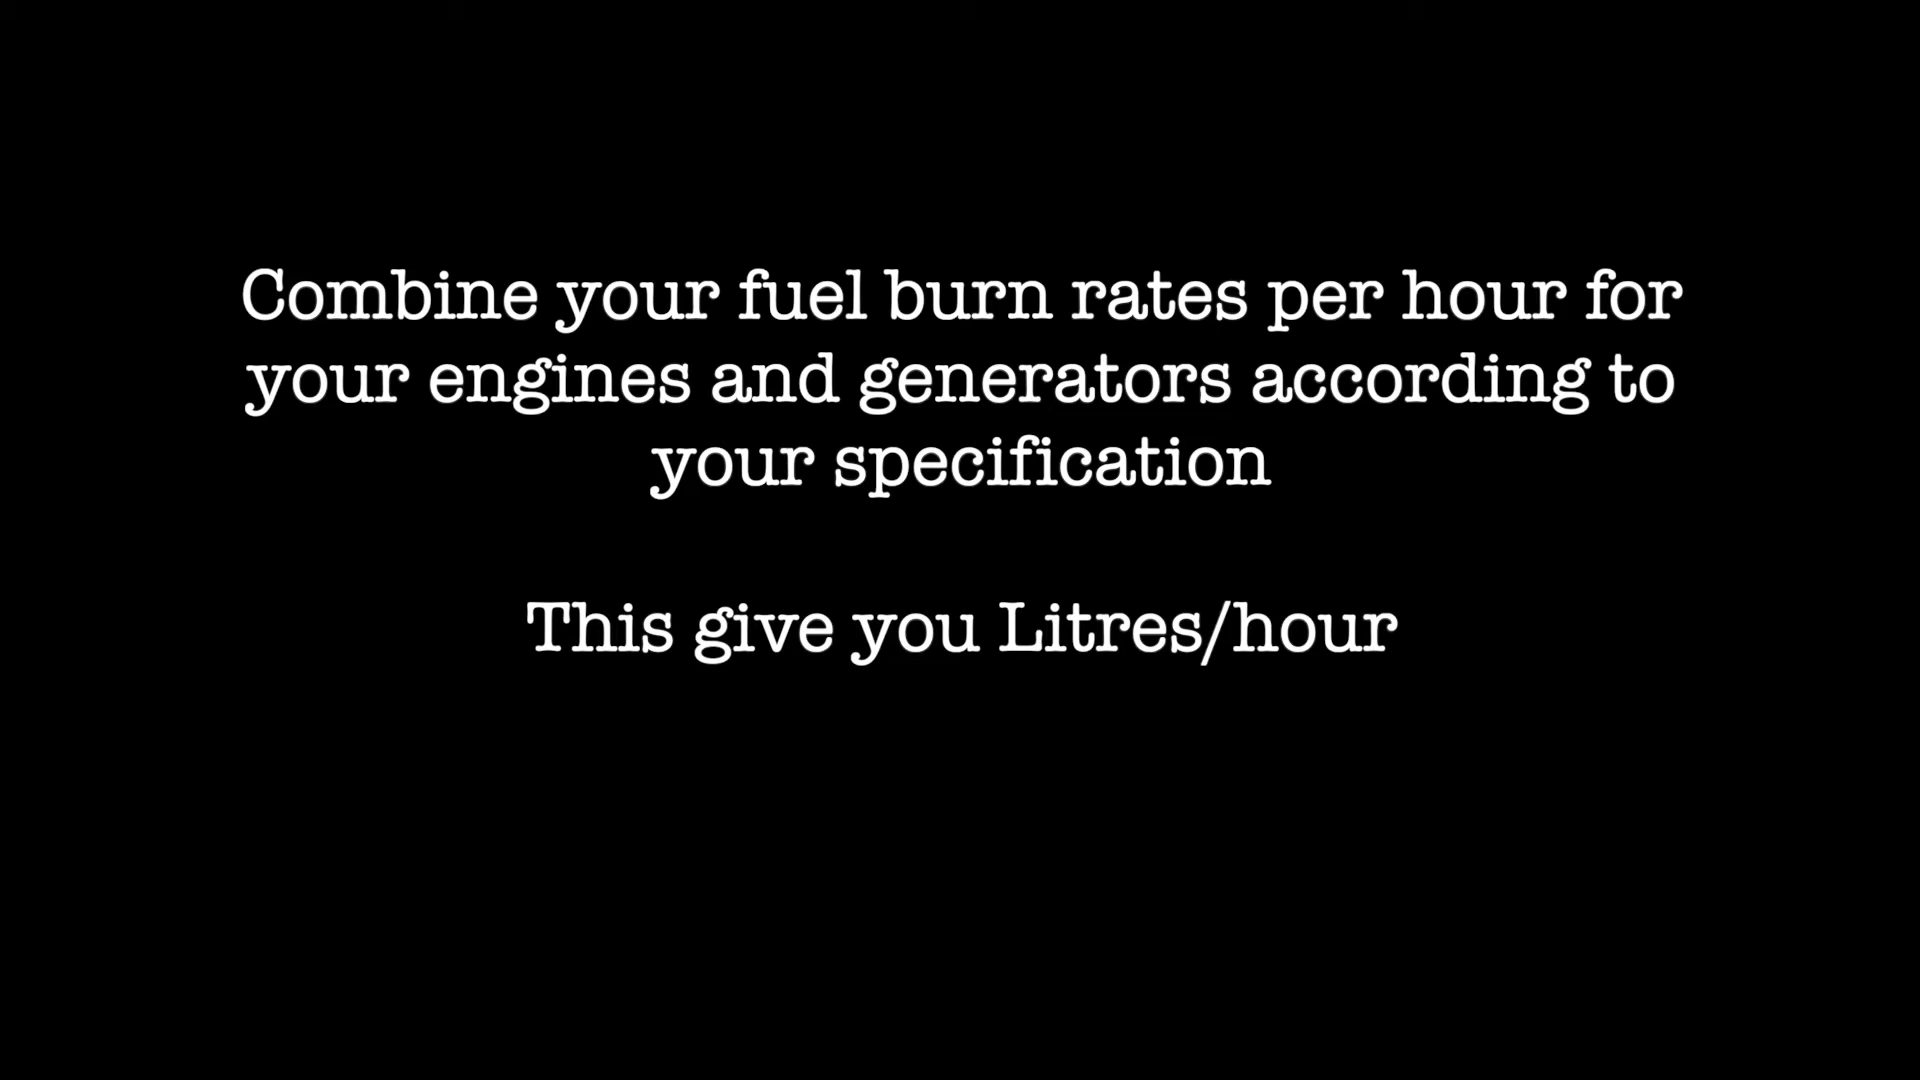 Combine your fuel burn rates per hour for
your engines and generators according to
your specification
This give you Litres/hour